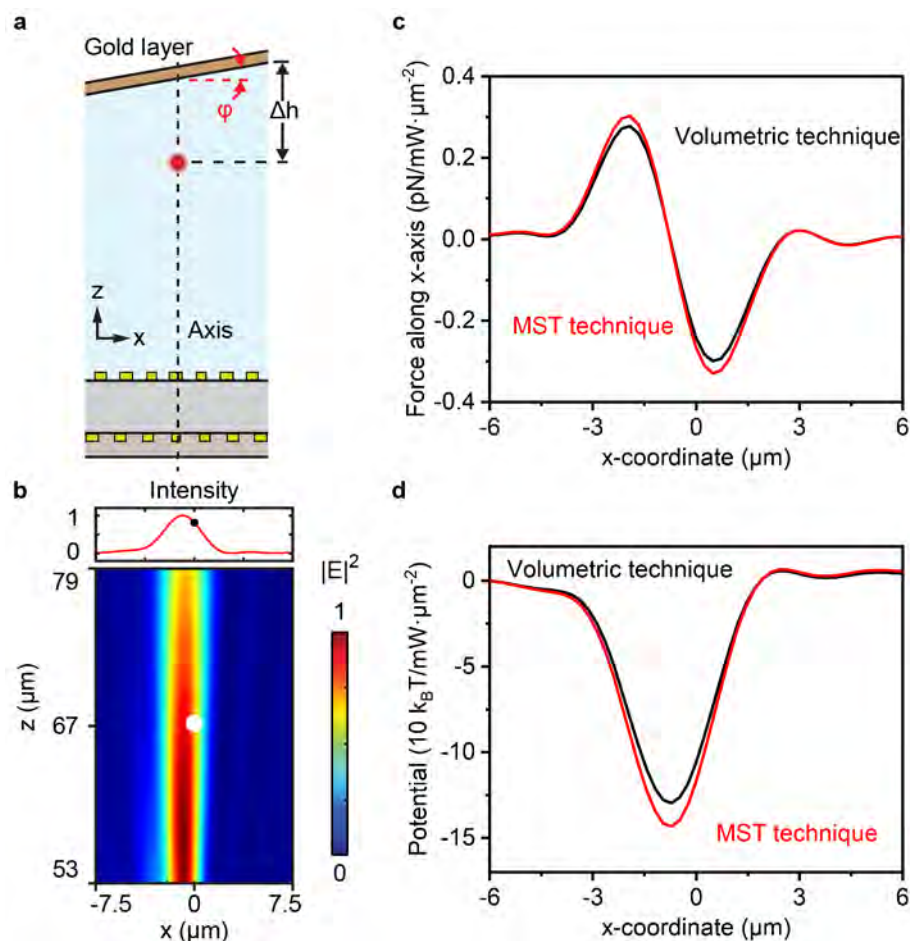 a
Gold layer
φ
Δh
z
x
Axis
b
Intensity
1
0
|E|²
79
67
53
z (μm)
1
0
-7.5 0 7.5
x (μm)
c
0.4
0.2
0.0
-0.2
-0.4
Force along x-axis (pN/mW·μm⁻²)
Volumetric technique
MST technique
-6 -3 0 3 6
x-coordinate (μm)
d
0
-5
-10
-15
Potential (10 k_BT/mW·μm⁻²)
Volumetric technique
MST technique
-6 -3 0 3 6
x-coordinate (μm)